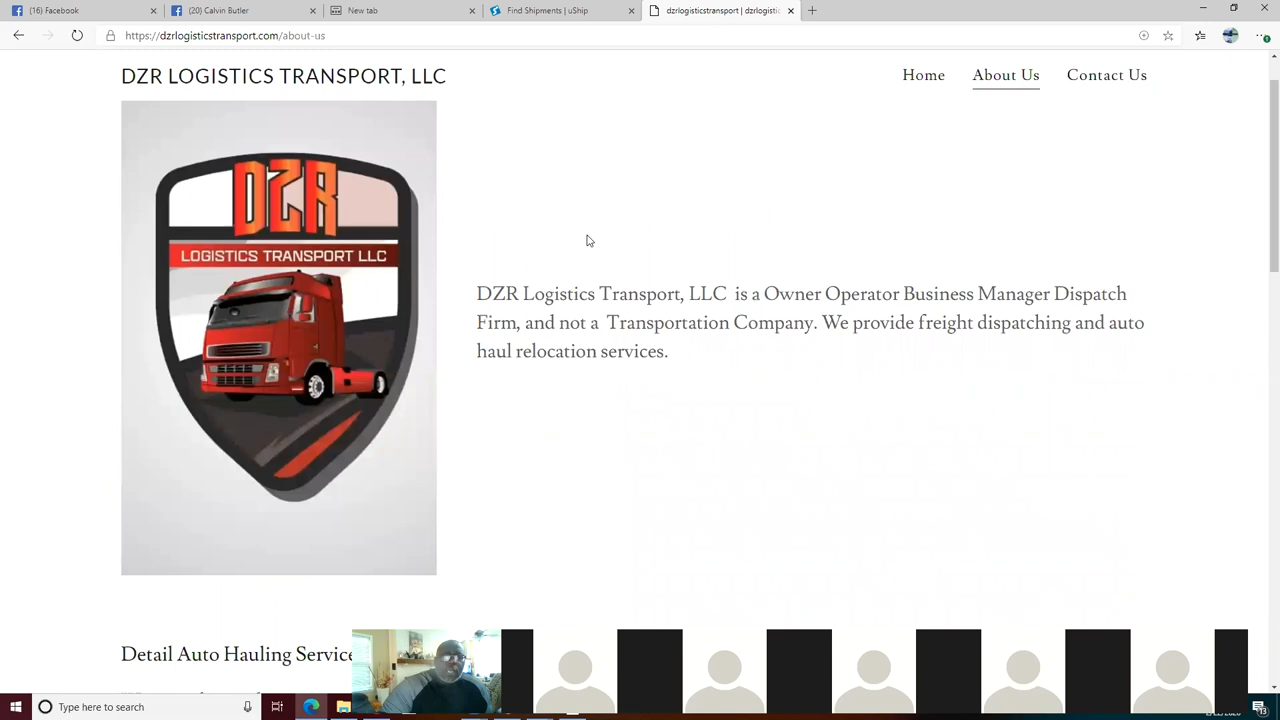 (16) Facebook
(20) Calvin Butler
New tab
Find Shipments | uShip
dzrlogisticstransport | dzrlogistic
https://dzrlogisticstransport.com/about-us
DZR LOGISTICS TRANSPORT, LLC
Home
About Us
Contact Us
DZR
LOGISTICS TRANSPORT LLC
DZR Logistics Transport, LLC is a Owner Operator Business Manager Dispatch
Firm, and not a Transportation Company. We provide freight dispatching and auto
haul relocation services.
Detail Auto Hauling Service
Type here to search
13